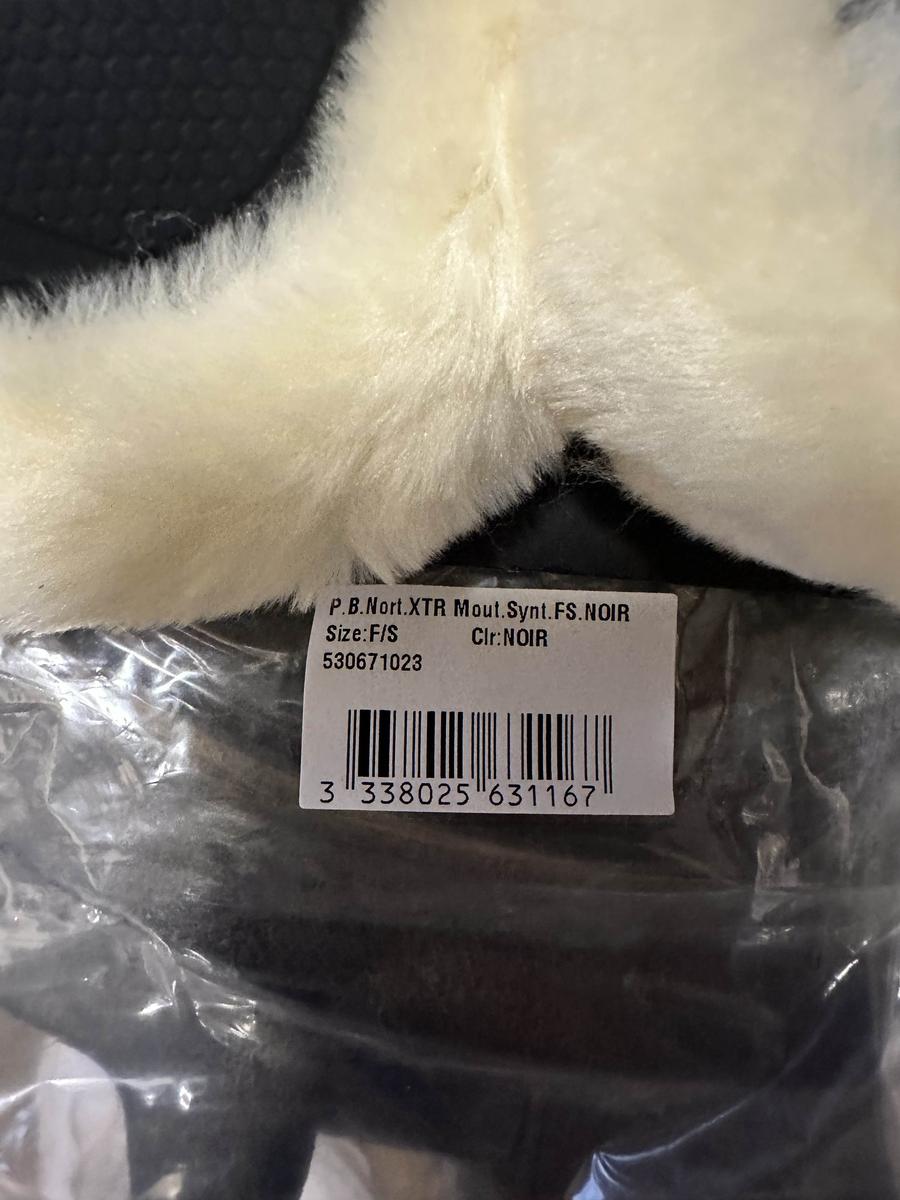 P.B.Nort.XTR Mout.Synt.FS.NOIR
Size:F/S Clr:NOIR
530671023
3 338025 631167